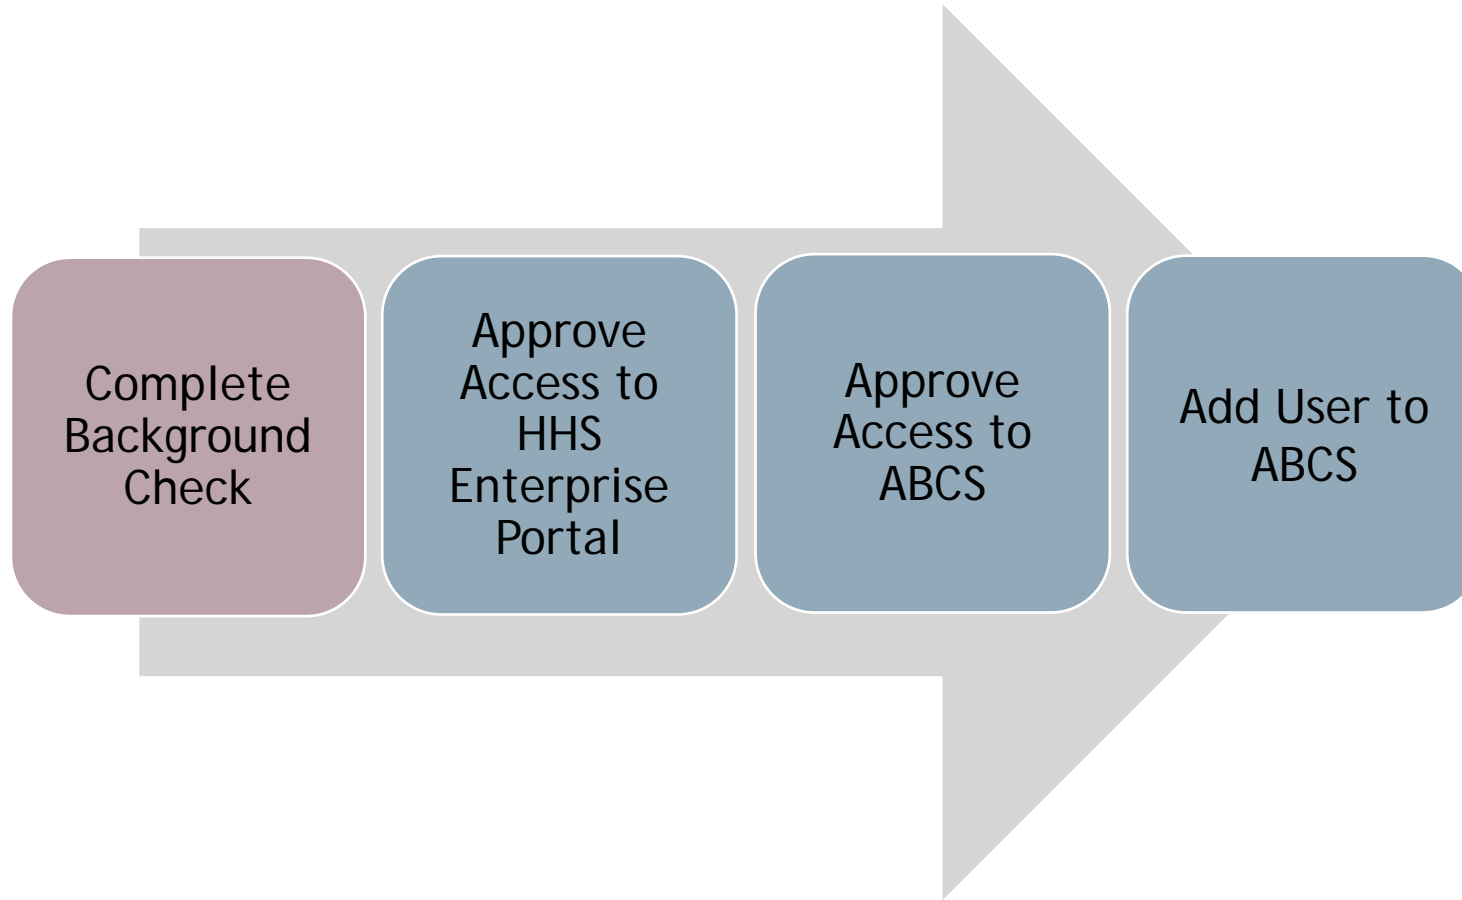 Complete
Background
Check
Approve
Access to
HHS
Enterprise
Portal
Approve
Access to
ABCS
Add User to
ABCS